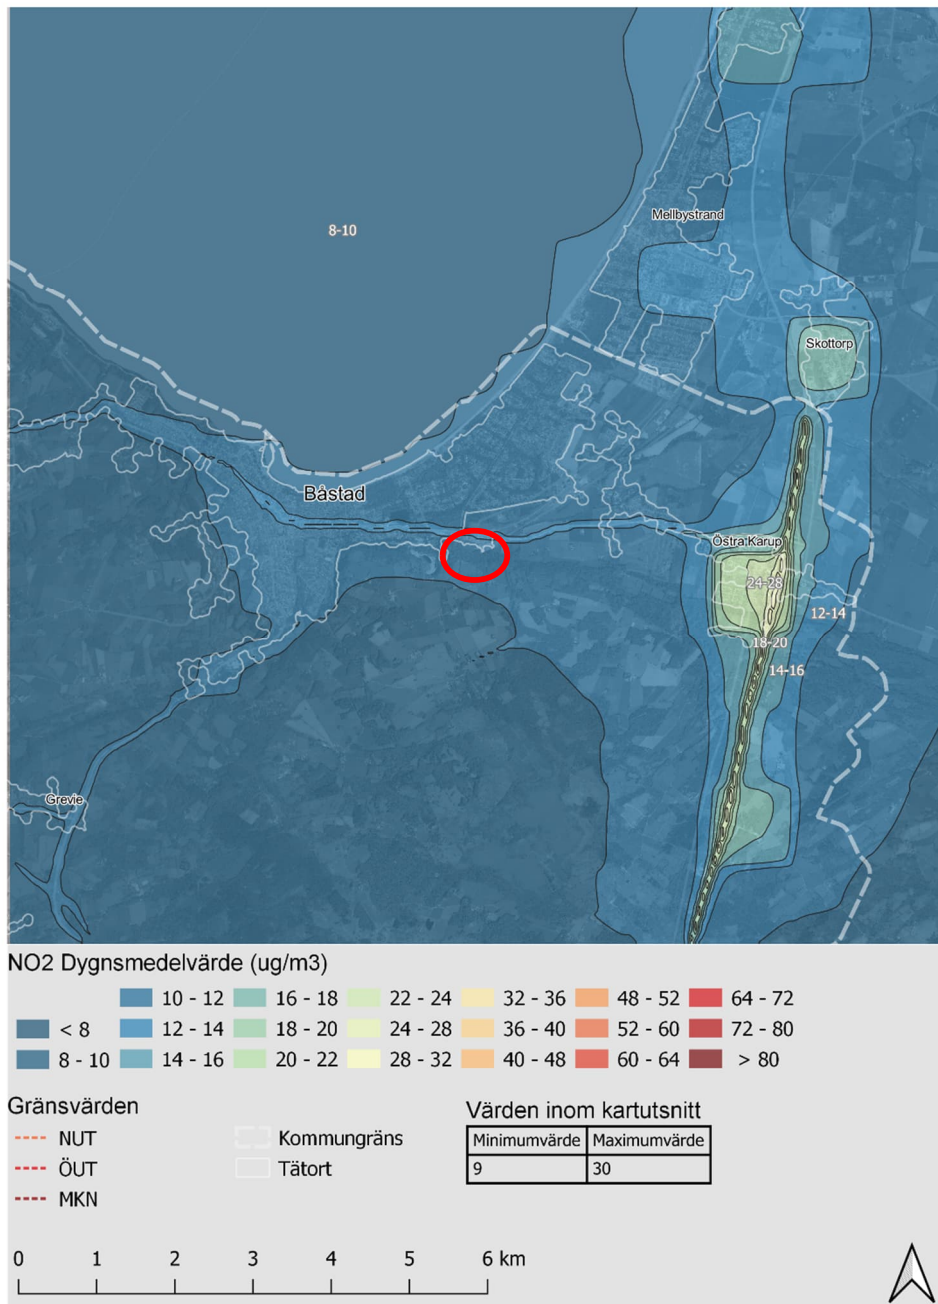 8-10
Mellbystrand
Skottorp
Båstad
Östra Karup
24-28
12-14
18-20
14-16
Grevie
NO2 Dygnsmedelvärde (ug/m3)
10 - 12 16 - 18 22 - 24 32 - 36 48 - 52 64 - 72
< 8 12 - 14 18 - 20 24 - 28 36 - 40 52 - 60 72 - 80
8 - 10 14 - 16 20 - 22 28 - 32 40 - 48 60 - 64 > 80
Gränsvärden
NUT
ÖUT
MKN
Kommungräns
Tätort
Värden inom kartutsnitt
Minimumvärde Maximumvärde
9 30
0 1 2 3 4 5 6 km